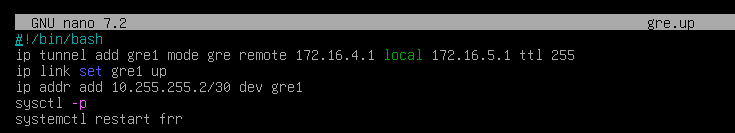 GNU nano 7.2 gre.up
#!/bin/bash
ip tunnel add gre1 mode gre remote 172.16.4.1 local 172.16.5.1 ttl 255
ip link set gre1 up
ip addr add 10.255.255.2/30 dev gre1
sysctl -p
systemctl restart frr